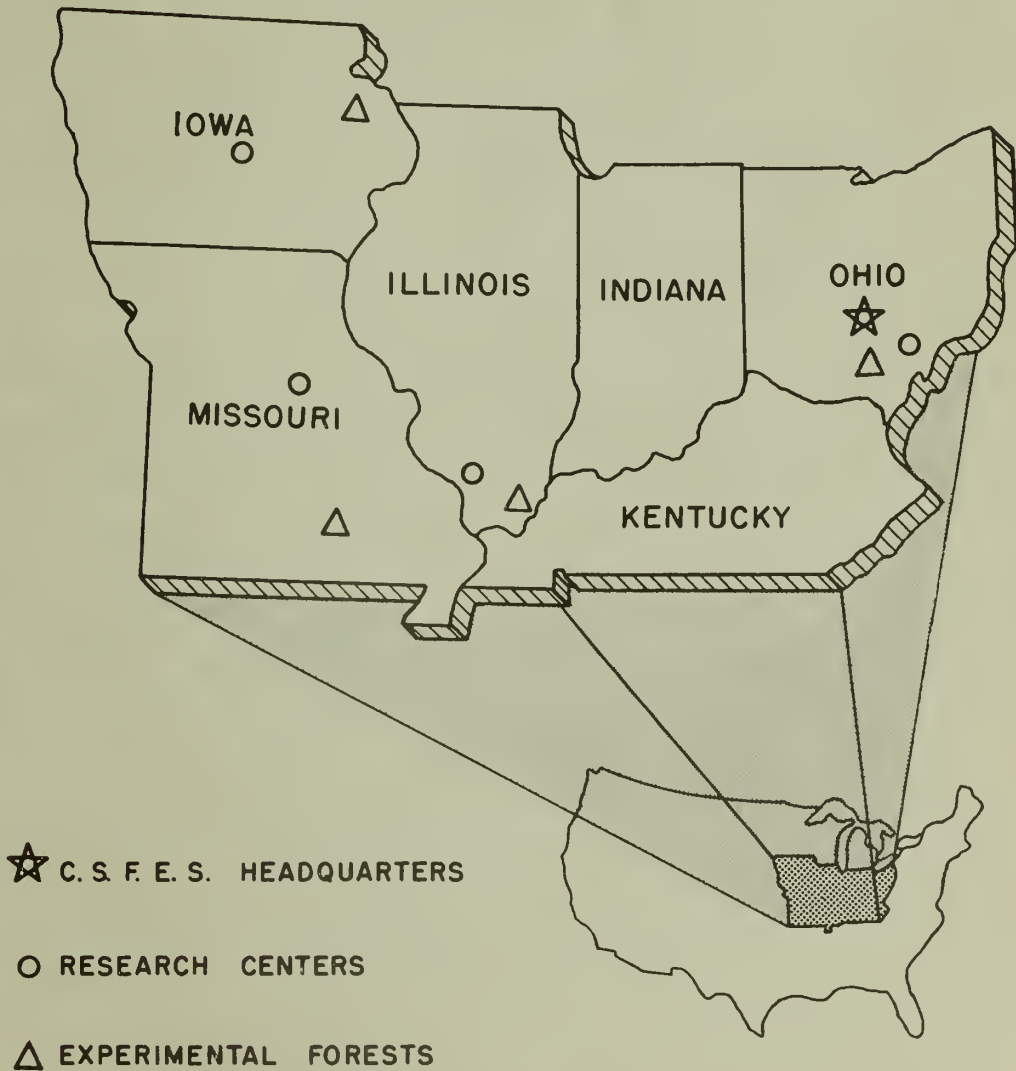 IOWA
ILLINOIS
INDIANA
OHIO
MISSOURI
KENTUCKY
C. S. F. E. S. HEADQUARTERS
RESEARCH CENTERS
EXPERIMENTAL FORESTS